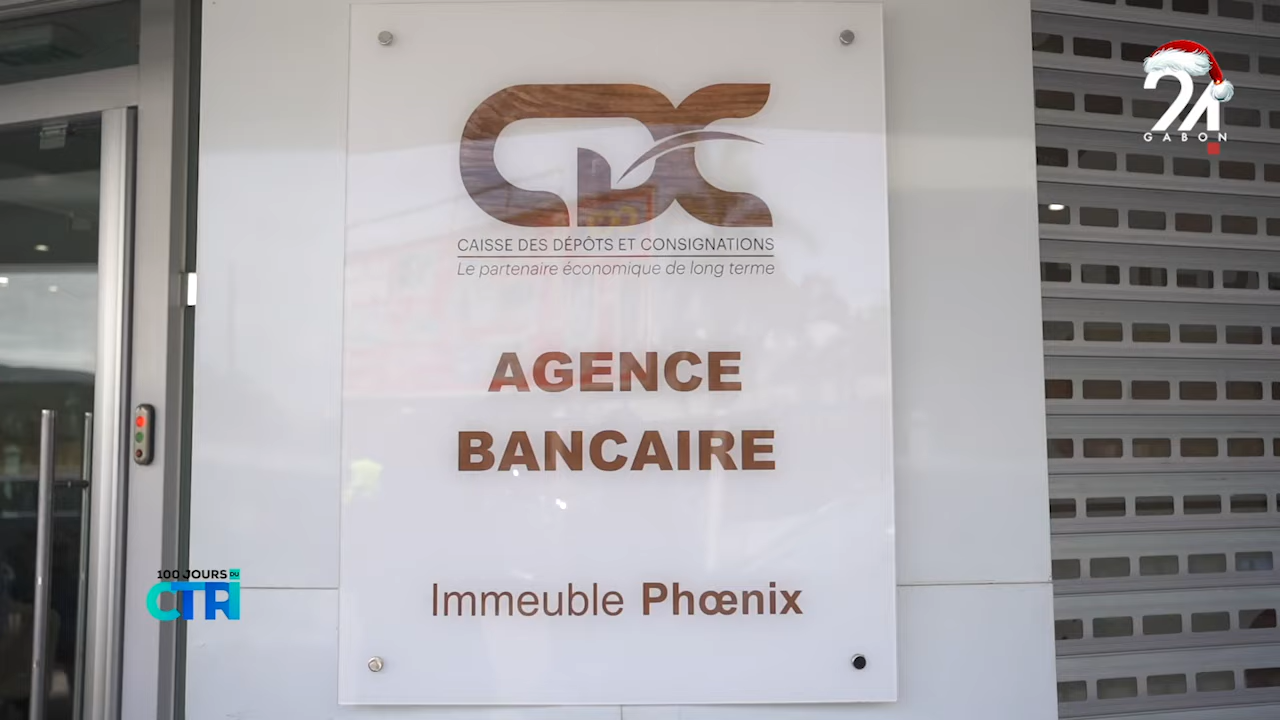 24
GABON
CDC
CAISSE DES DÉPÔTS ET CONSIGNATIONS
Le partenaire économique de long terme
AGENCE
BANCAIRE
Immeuble Phœnix
100 JOURS DU
CTRI